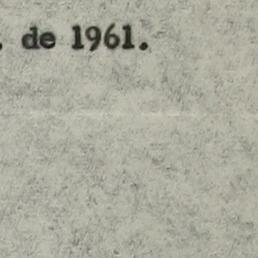 . de 1961.